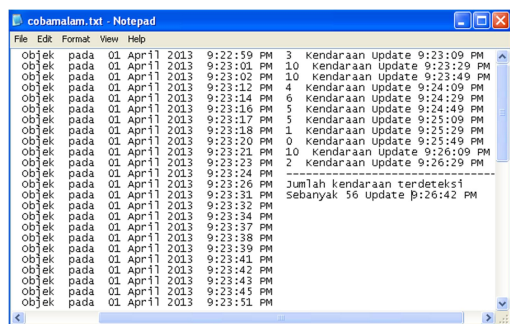 cobamalam.txt - Notepad
File Edit Format View Help
Objek pada 01 April 2013 9:22:59 PM 3 Kendaraan Update 9:23:09 PM
Objek pada 01 April 2013 9:23:01 PM 10 Kendaraan Update 9:23:29 PM
Objek pada 01 April 2013 9:23:02 PM 10 Kendaraan Update 9:23:49 PM
Objek pada 01 April 2013 9:23:12 PM 4 Kendaraan Update 9:24:09 PM
Objek pada 01 April 2013 9:23:14 PM 6 Kendaraan Update 9:24:29 PM
Objek pada 01 April 2013 9:23:16 PM 5 Kendaraan Update 9:24:49 PM
Objek pada 01 April 2013 9:23:17 PM 5 Kendaraan Update 9:25:09 PM
Objek pada 01 April 2013 9:23:18 PM 1 Kendaraan Update 9:25:29 PM
Objek pada 01 April 2013 9:23:20 PM 0 Kendaraan Update 9:25:49 PM
Objek pada 01 April 2013 9:23:21 PM 10 Kendaraan Update 9:26:09 PM
Objek pada 01 April 2013 9:23:23 PM 2 Kendaraan Update 9:26:29 PM
Objek pada 01 April 2013 9:23:24 PM --------------------------------
Objek pada 01 April 2013 9:23:26 PM Jumlah kendaraan terdeteksi
Objek pada 01 April 2013 9:23:31 PM Sebanyak 56 Update 9:26:42 PM
Objek pada 01 April 2013 9:23:32 PM
Objek pada 01 April 2013 9:23:34 PM
Objek pada 01 April 2013 9:23:37 PM
Objek pada 01 April 2013 9:23:38 PM
Objek pada 01 April 2013 9:23:39 PM
Objek pada 01 April 2013 9:23:41 PM
Objek pada 01 April 2013 9:23:42 PM
Objek pada 01 April 2013 9:23:43 PM
Objek pada 01 April 2013 9:23:45 PM
Objek pada 01 April 2013 9:23:51 PM